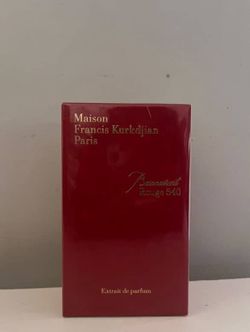 Maison
Francis Kurkdjian
Paris
Baccarat
Rouge 540
Extrait de parfum